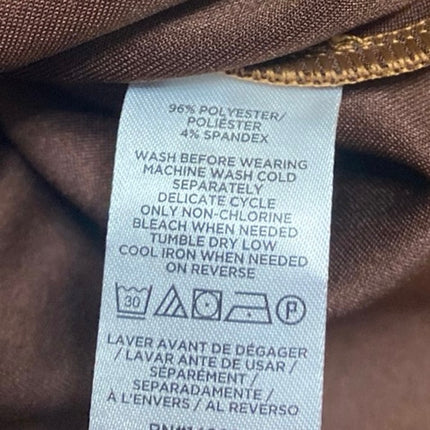 96% POLYESTER/
POLIÉSTER
4% SPANDEX
WASH BEFORE WEARING
MACHINE WASH COLD
SEPARATELY
DELICATE CYCLE
ONLY NON-CHLORINE
BLEACH WHEN NEEDED
TUMBLE DRY LOW
COOL IRON WHEN NEEDED
ON REVERSE
30 P
LAVER AVANT DE DÉGAGER
/ LAVAR ANTE DE USAR /
SÉPARÉMENT /
SEPARADAMENTE /
À L'ENVERS / AL REVERSO